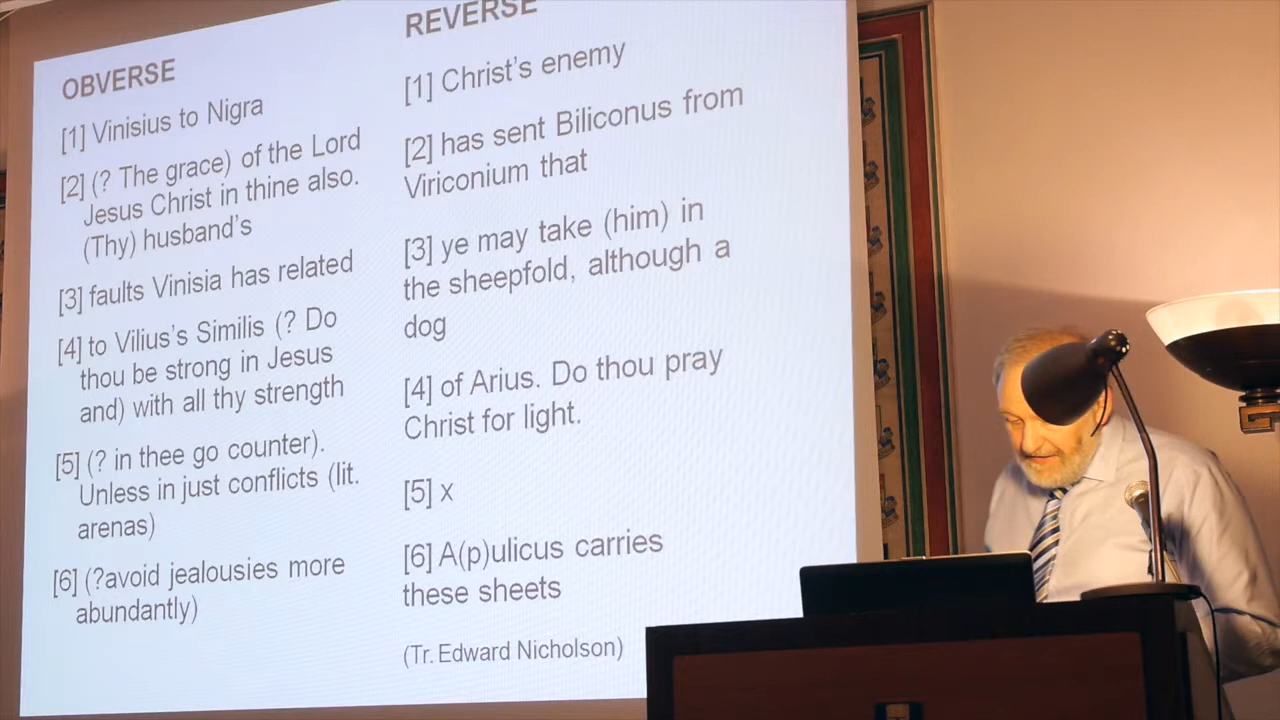 OBVERSE
[1] Vinisius to Nigra
[2] (? The grace) of the Lord
Jesus Christ in thine also.
(Thy) husband's
[3] faults Vinisia has related
[4] to Vilius's Similis (? Do
thou be strong in Jesus
and) with all thy strength
[5] (? in thee go counter).
Unless in just conflicts (lit.
arenas)
[6] (?avoid jealousies more
abundantly)
REVERSE
[1] Christ's enemy
[2] has sent Biliconus from
Viriconium that
[3] ye may take (him) in
the sheepfold, although a
dog
[4] of Arius. Do thou pray
Christ for light.
[5] x
[6] A(p)ulicus carries
these sheets
(Tr. Edward Nicholson)